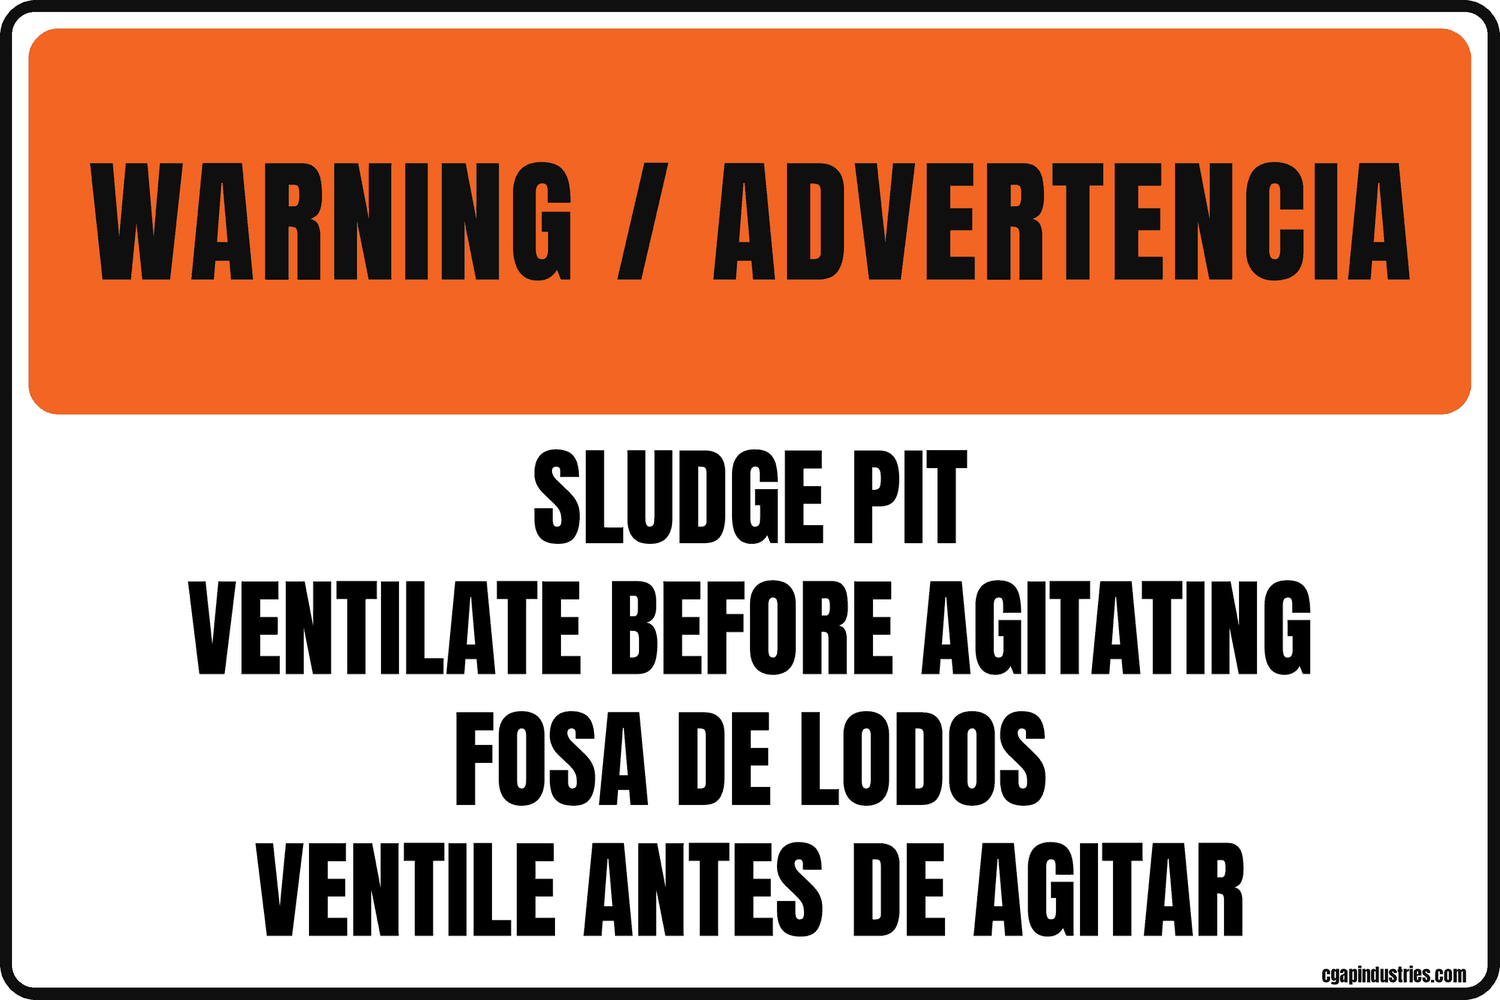 WARNING / ADVERTENCIA
SLUDGE PIT
VENTILATE BEFORE AGITATING
FOSA DE LODOS
VENTILE ANTES DE AGITAR
cgapindustries.com